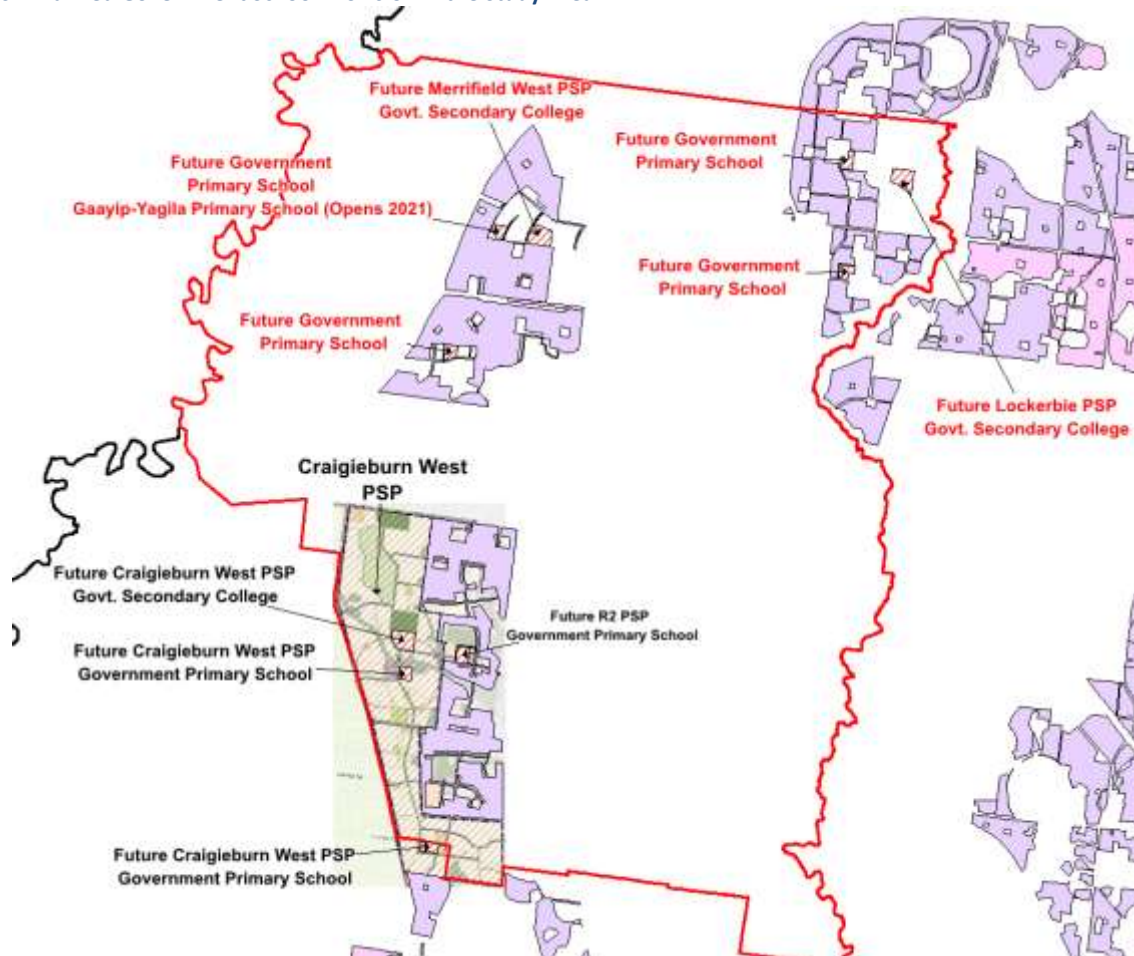 Future Merrifield West PSP
Govt. Secondary College
Future Government
Primary School
Gaayip-Yagila Primary School (Opens 2021)
Future Government
Primary School
Future Government
Primary School
Future Government
Primary School
Future Lockerbie PSP
Govt. Secondary College
Craigieburn West
PSP
Future Craigieburn West PSP
Govt. Secondary College
Future R2 PSP
Government Primary School
Future Craigieburn West PSP
Government Primary School
Future Craigieburn West PSP
Government Primary School